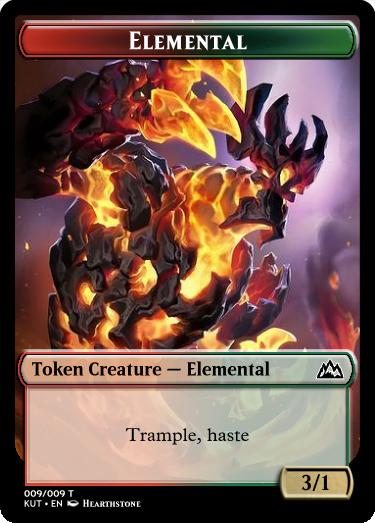 Elemental
Token Creature — Elemental
Trample, haste
3/1
009/009 T
KUT • EN Hearthstone